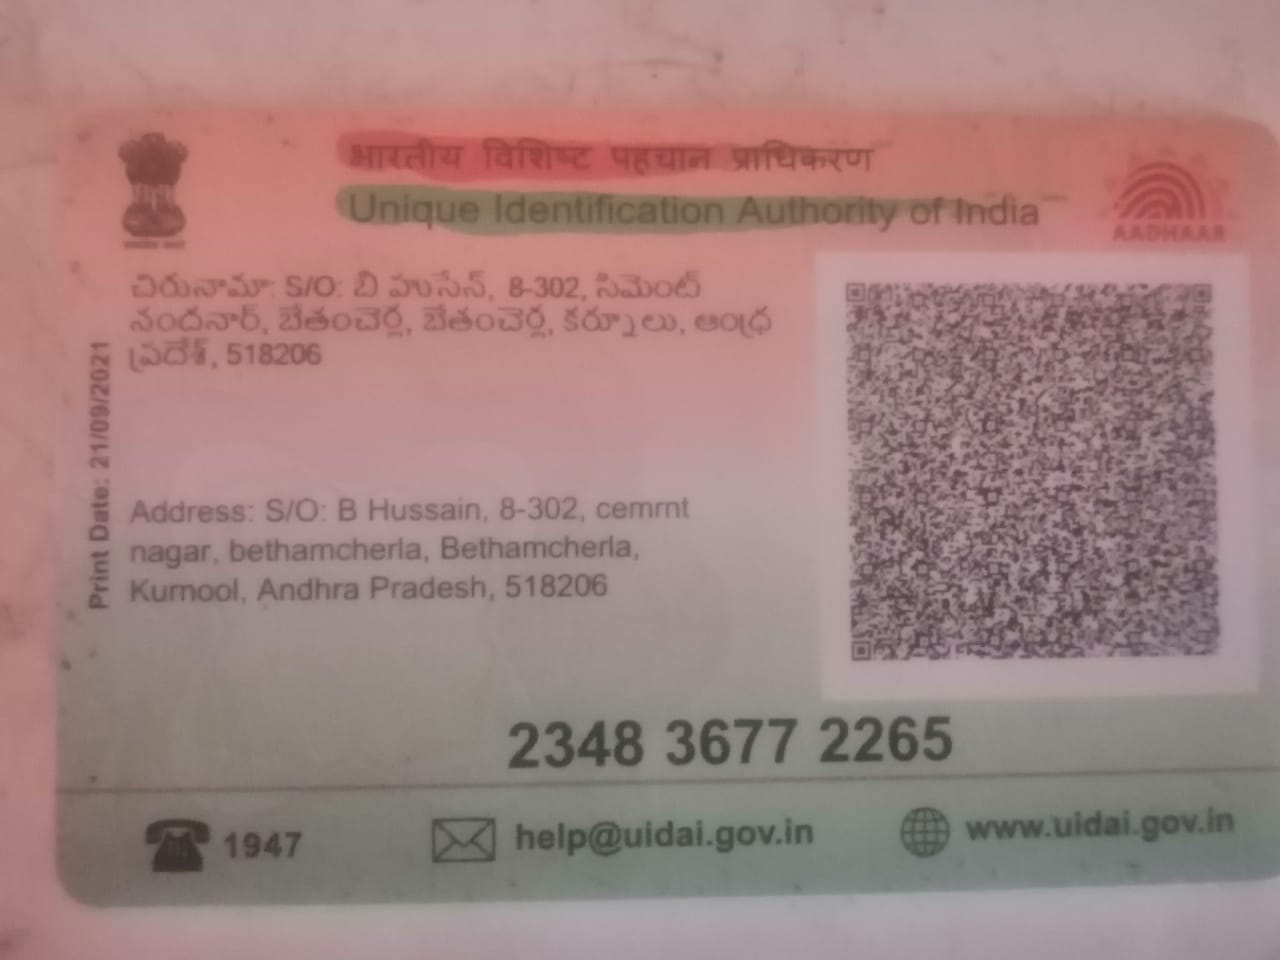 भारतीय विशिष्ट पहचान प्राधिकरण
Unique Identification Authority of India
AADHAAR
చిరునామా: S/O: బీ హుసేన్, 8-302, సిమెంట్
నందనార్, బేతంచెర్ల, బేతంచెర్ల, కర్నూలు, ఆంధ్ర
ప్రదేశ్, 518206
Print Date: 21/09/2021
Address: S/O: B Hussain, 8-302, cemrnt
nagar, bethamcherla, Bethamcherla,
Kurnool, Andhra Pradesh, 518206
2348 3677 2265
1947
help@uidai.gov.in
www.uidai.gov.in